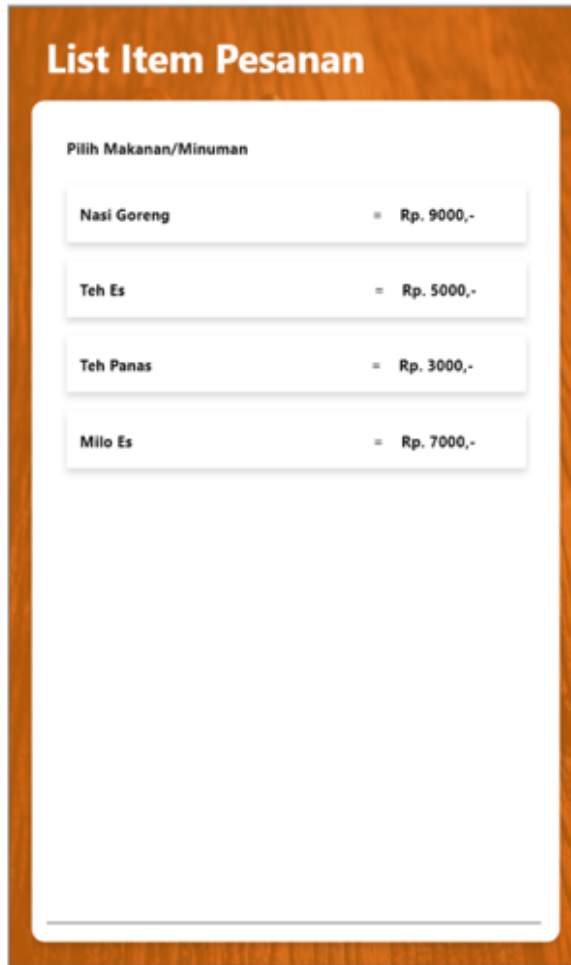 List Item Pesanan
Pilih Makanan/Minuman
Nasi Goreng = Rp. 9000,-
Teh Es = Rp. 5000,-
Teh Panas = Rp. 3000,-
Milo Es = Rp. 7000,-